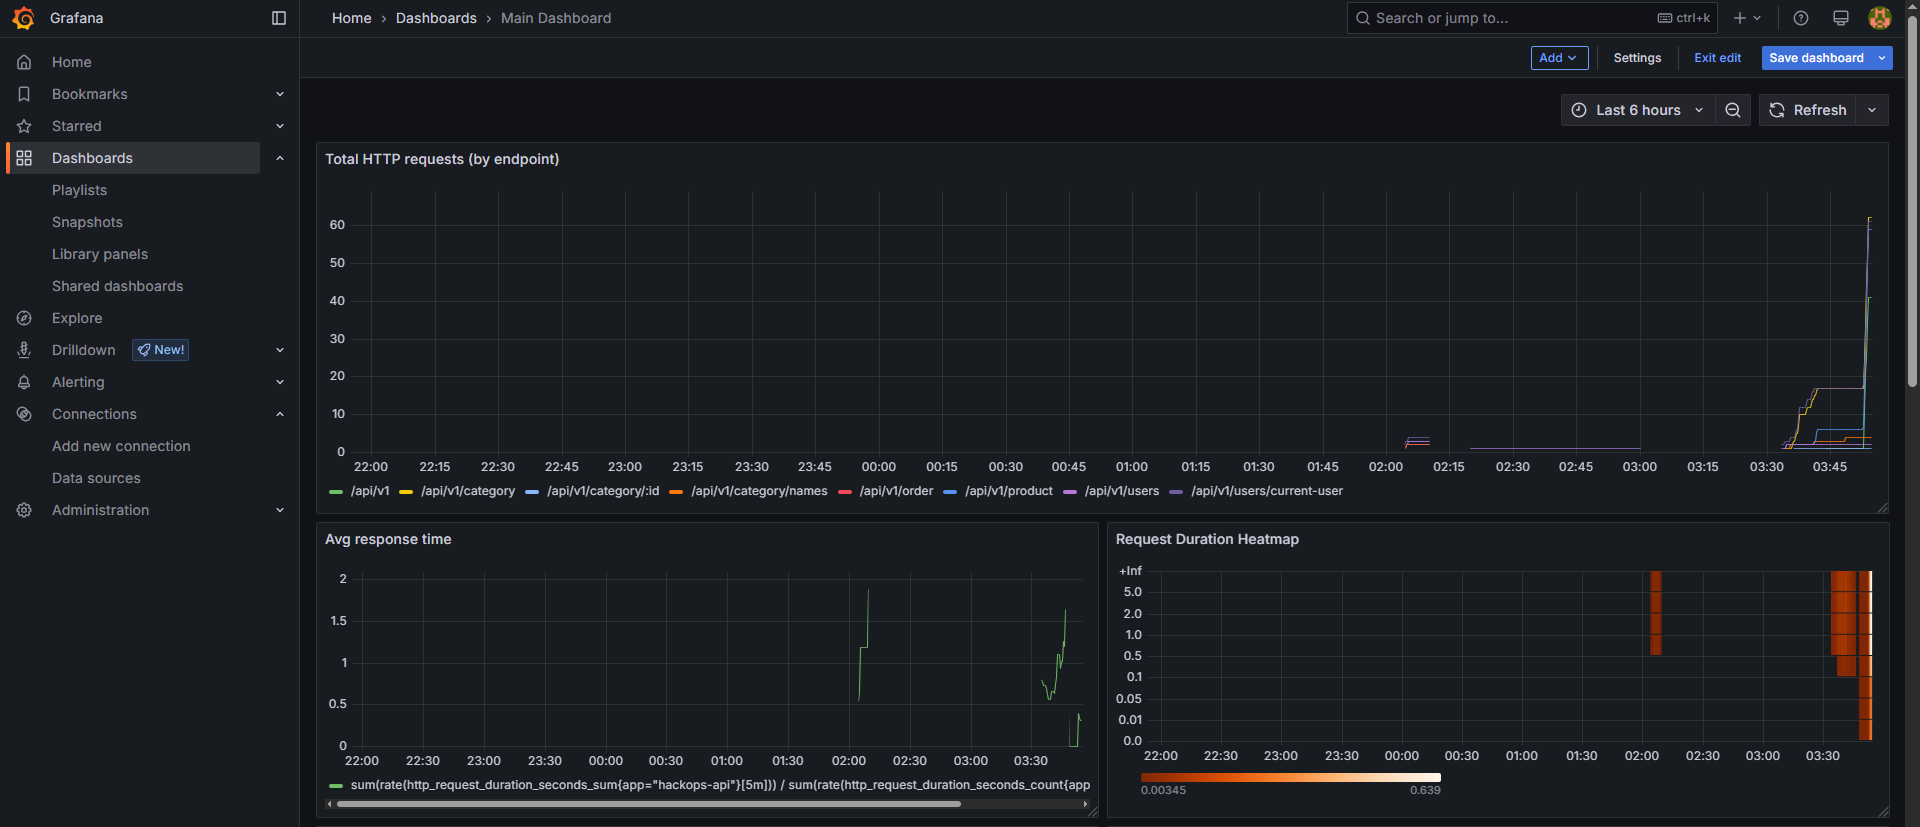 Grafana
Home › Dashboards › Main Dashboard
Search or jump to...
ctrl+k
Add
Settings
Exit edit
Save dashboard
Home
Bookmarks
Starred
Dashboards
Playlists
Snapshots
Library panels
Shared dashboards
Explore
Drilldown
New!
Alerting
Connections
Add new connection
Data sources
Administration
Last 6 hours
Refresh
Total HTTP requests (by endpoint)
60
50
40
30
20
10
0
22:00 22:15 22:30 22:45 23:00 23:15 23:30 23:45 00:00 00:15 00:30 00:45 01:00 01:15 01:30 01:45 02:00 02:15 02:30 02:45 03:00 03:15 03:30 03:45
/api/v1 /api/v1/category /api/v1/category/:id /api/v1/category/names /api/v1/order /api/v1/product /api/v1/users /api/v1/users/current-user
Avg response time
2
1.5
1
0.5
0
22:00 22:30 23:00 23:30 00:00 00:30 01:00 01:30 02:00 02:30 03:00 03:30
sum(rate(http_request_duration_seconds_sum{app="hackops-api"}[5m])) / sum(rate(http_request_duration_seconds_count{app
Request Duration Heatmap
+Inf
5.0
2.0
1.0
0.5
0.1
0.05
0.01
0.0
22:00 22:30 23:00 23:30 00:00 00:30 01:00 01:30 02:00 02:30 03:00 03:30
0.00345 0.639